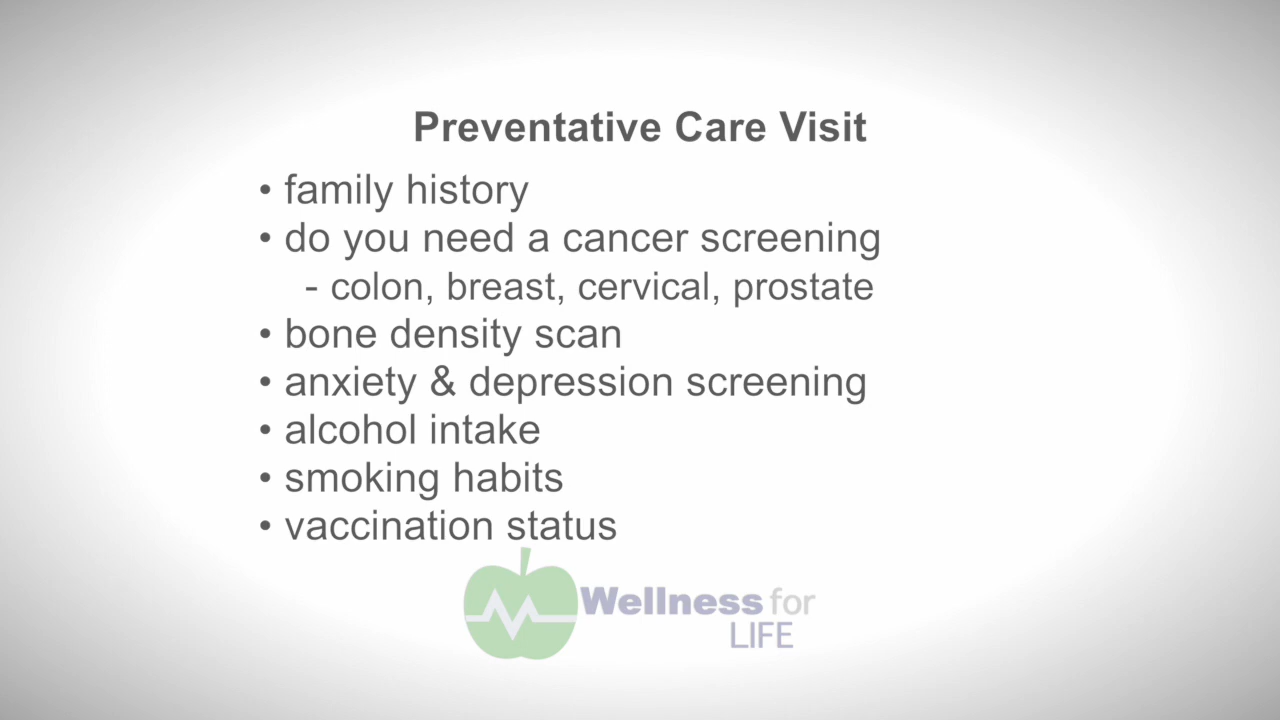 Preventative Care Visit
• family history
• do you need a cancer screening
- colon, breast, cervical, prostate
• bone density scan
• anxiety & depression screening
• alcohol intake
• smoking habits
• vaccination status
Wellness for
LIFE